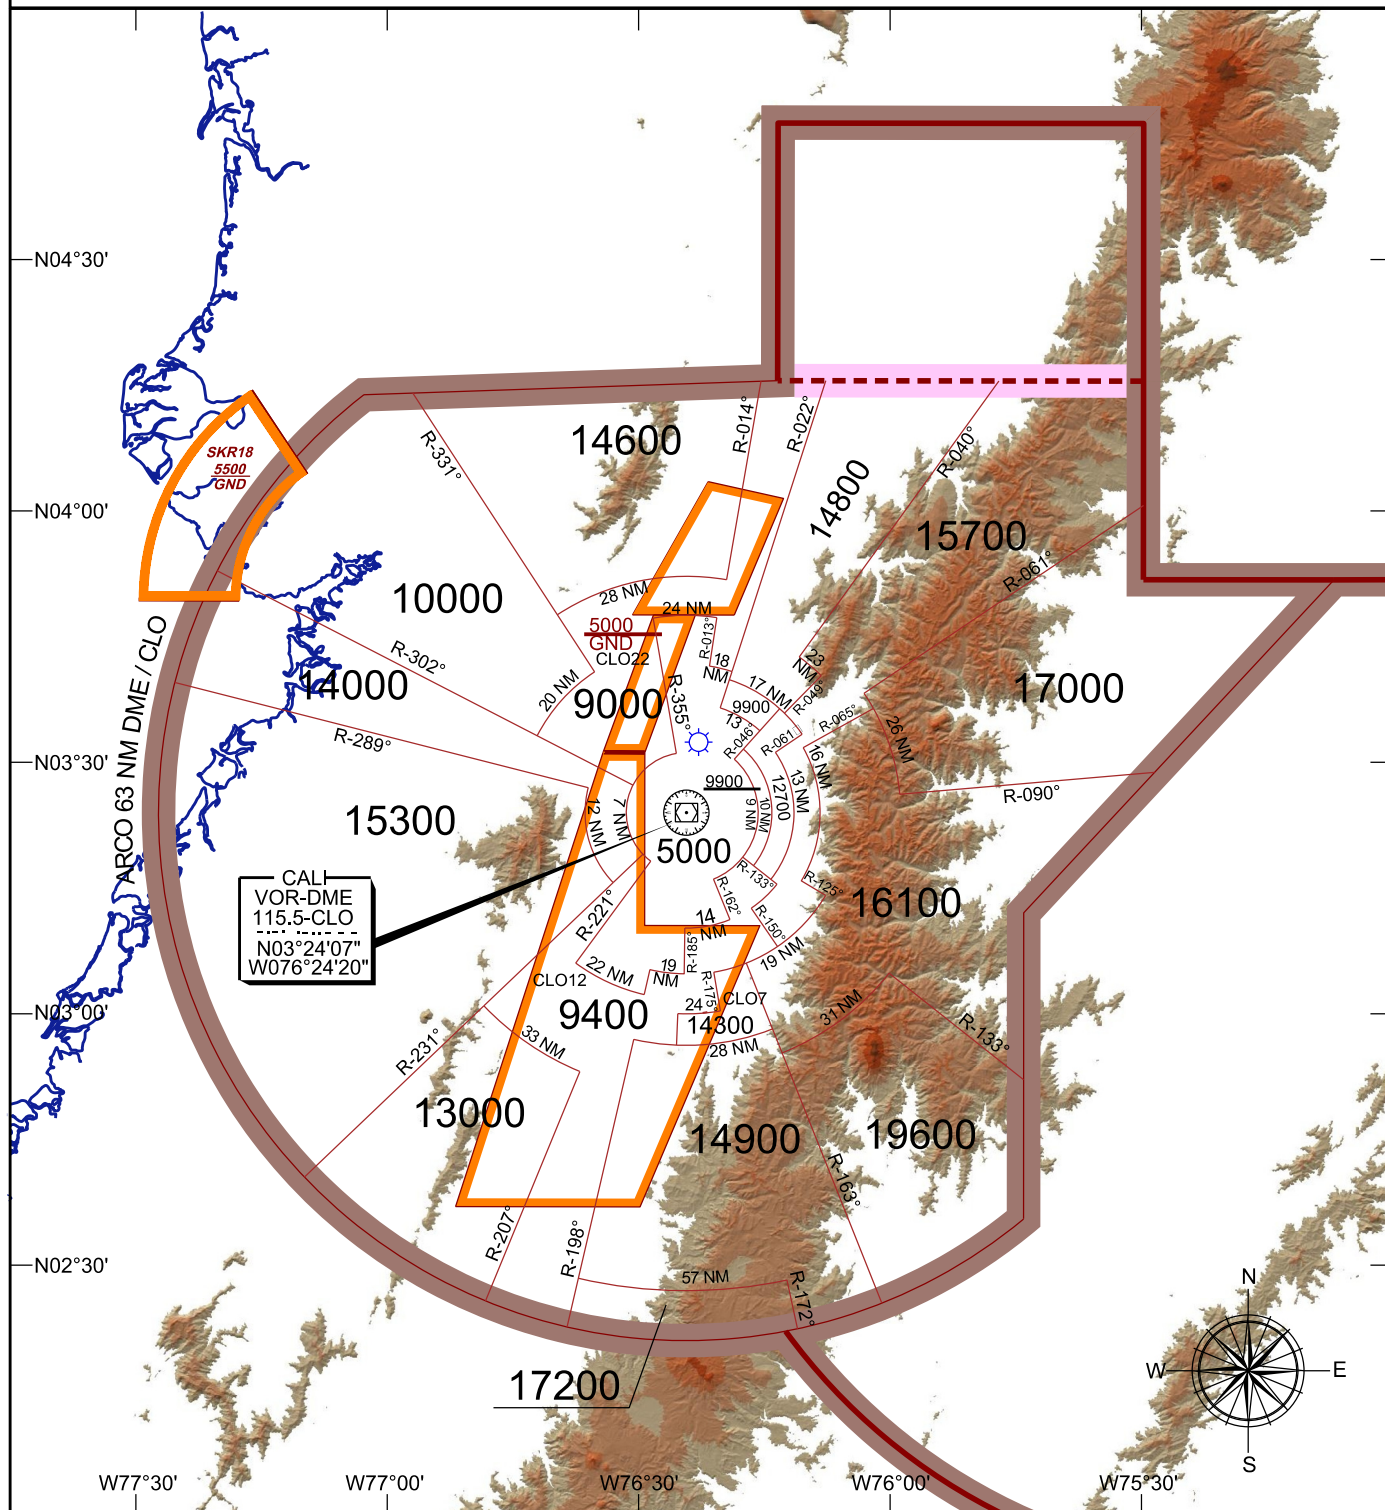 N04°30'
N04°00'
N03°30'
N03°00'
N02°30'
W77°30'
W77°00'
W76°30'
W76°00'
W75°30'
ARCO 63 NM DME / CLO
SKR18
5500
GND
R-331°
14600
R-014°
R-022°
14800
R-040°
15700
R-061°
10000
28 NM
24 NM
5000
GND
CLO22
R-013°
18
NM
23
NM
R-302°
14000
20 NM
9000
R-355°
17 NM
9900
13
R-049°
17000
R-046°
R-061
R-065°
26 NM
R-289°
16 NM
R-090°
15300
12 NM
7 NM
9900
9 NM
10 NM
12700
13 NM
5000
CALI
VOR-DME
115.5-CLO
N03°24'07"
W076°24'20"
R-133°
R-125°
R-162°
16100
R-221°
14
NM
R-150°
R-185°
19 NM
22 NM
19
NM
CLO12
R-175°
CLO7
9400
24
14300
28 NM
31 NM
R-133°
R-231°
33 NM
13000
14900
19600
R-163°
R-207°
R-198°
57 NM
R-172°
17200
N
W
E
S